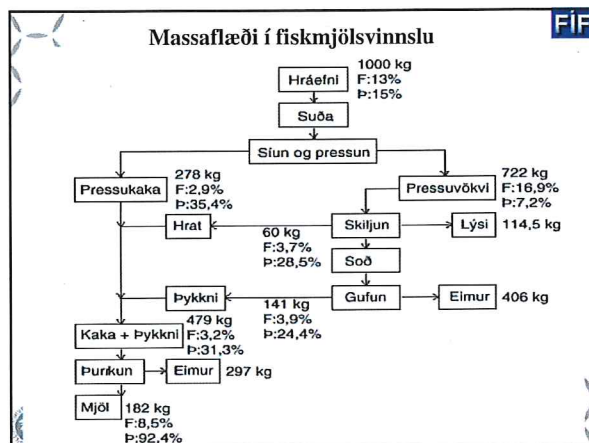 Massaflæði í fiskmjölsvinnslu
FÍF
Hráefni
1000 kg
F:13%
Þ:15%
Suða
Síun og pressun
278 kg
F:2,9%
Þ:35,4%
Pressukaka
722 kg
F:16,9%
Þ:7,2%
Pressuvökvi
Hrat
60 kg
F:3,7%
Þ:28,5%
Skiljun
Lýsi
114,5 kg
Soð
Þykkni
141 kg
F:3,9%
Þ:24,4%
Gufun
Eimur
406 kg
479 kg
F:3,2%
Þ:31,3%
Kaka + Þykkni
Þurrkun
Eimur
297 kg
Mjöl
182 kg
F:8,5%
Þ:92,4%